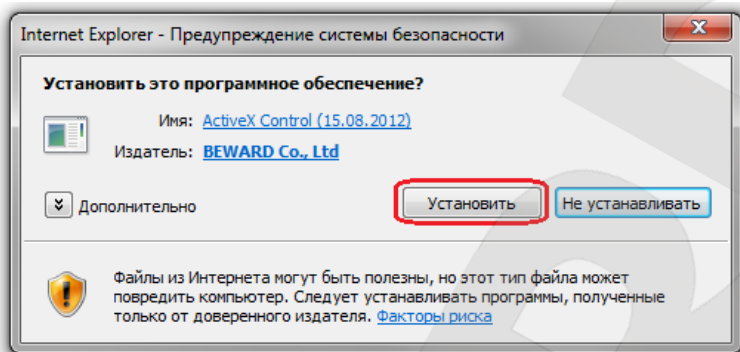 Internet Explorer - Предупреждение системы безопасности
Установить это программное обеспечение?
Имя: ActiveX Control (15.08.2012)
Издатель: BEWARD Co., Ltd
Дополнительно
Установить
Не устанавливать
Файлы из Интернета могут быть полезны, но этот тип файла может
повредить компьютер. Следует устанавливать программы, полученные
только от доверенного издателя. Факторы риска